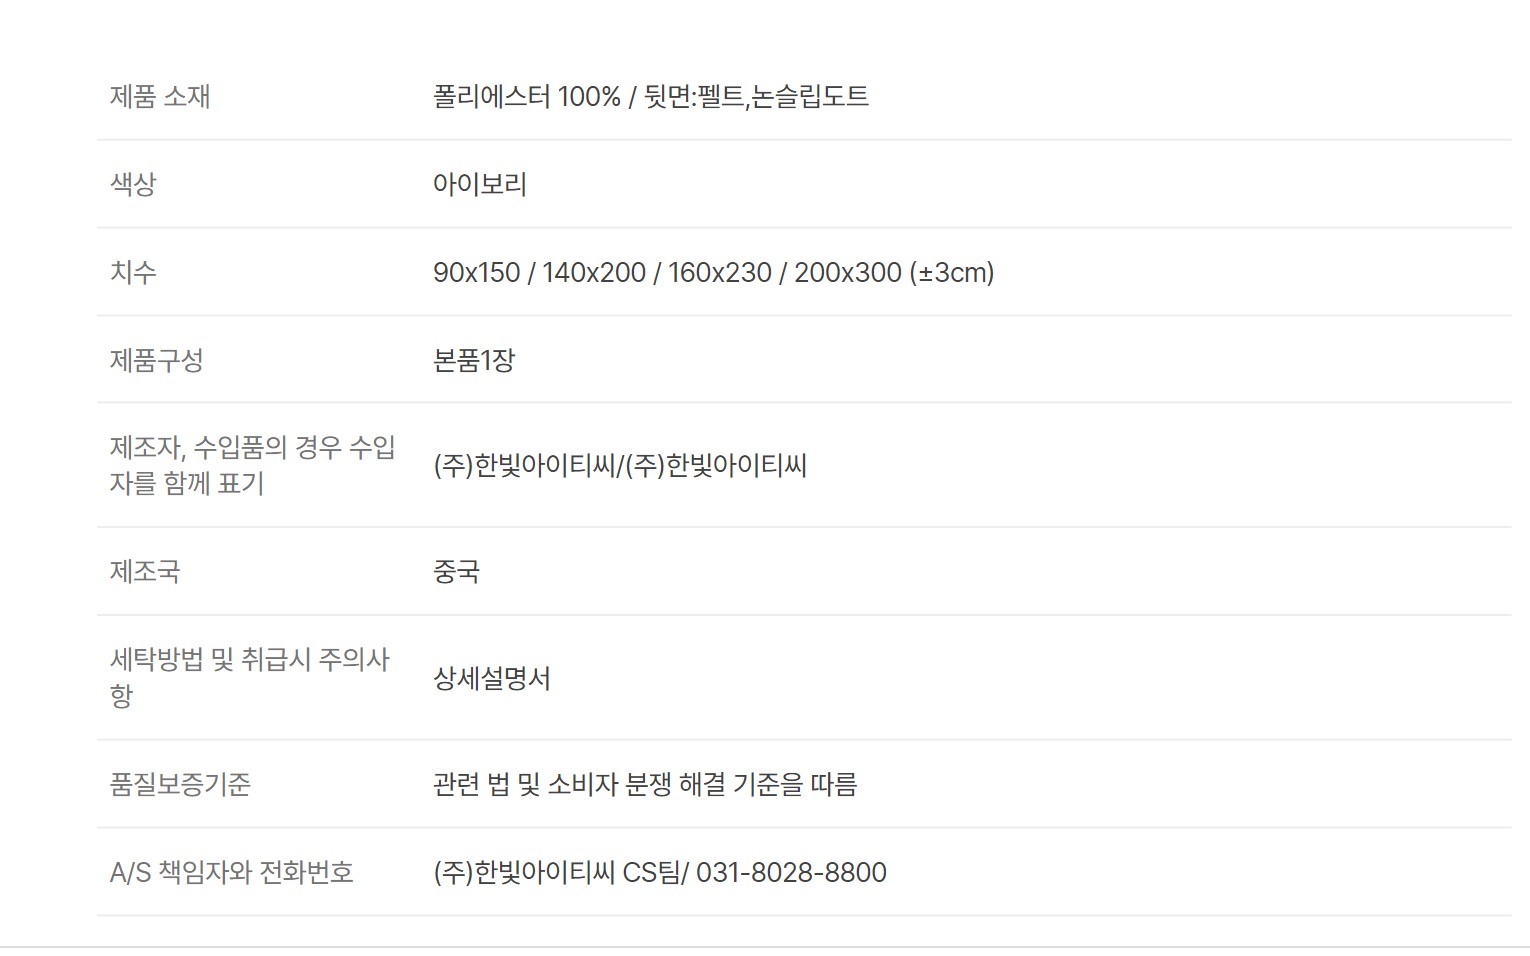 제품 소재
폴리에스터 100% / 뒷면:펠트,논슬립도트
색상
아이보리
치수
90x150 / 140x200 / 160x230 / 200x300 (±3cm)
제품구성
본품1장
제조자, 수입품의 경우 수입
자를 함께 표기
(주)한빛아이티씨/(주)한빛아이티씨
제조국
중국
세탁방법 및 취급시 주의사
항
상세설명서
품질보증기준
관련 법 및 소비자 분쟁 해결 기준을 따름
A/S 책임자와 전화번호
(주)한빛아이티씨 CS팀/ 031-8028-8800